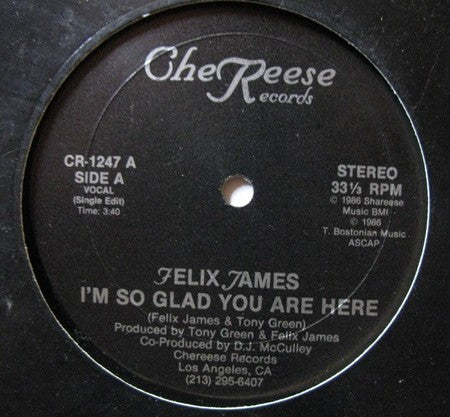 CheReese
Records
CR-1247 A
SIDE A
VOCAL
(Single Edit)
Time: 3:40
STEREO
33⅓ RPM
© 1986 Shareese
Music BMI
© 1986
T. Bostonian Music
ASCAP
FELIX JAMES
I'M SO GLAD YOU ARE HERE
(Felix James & Tony Green)
Produced by Tony Green & Felix James
Co-Produced by D.J. McCulley
Chereese Records
Los Angeles, CA
(213) 295-6407